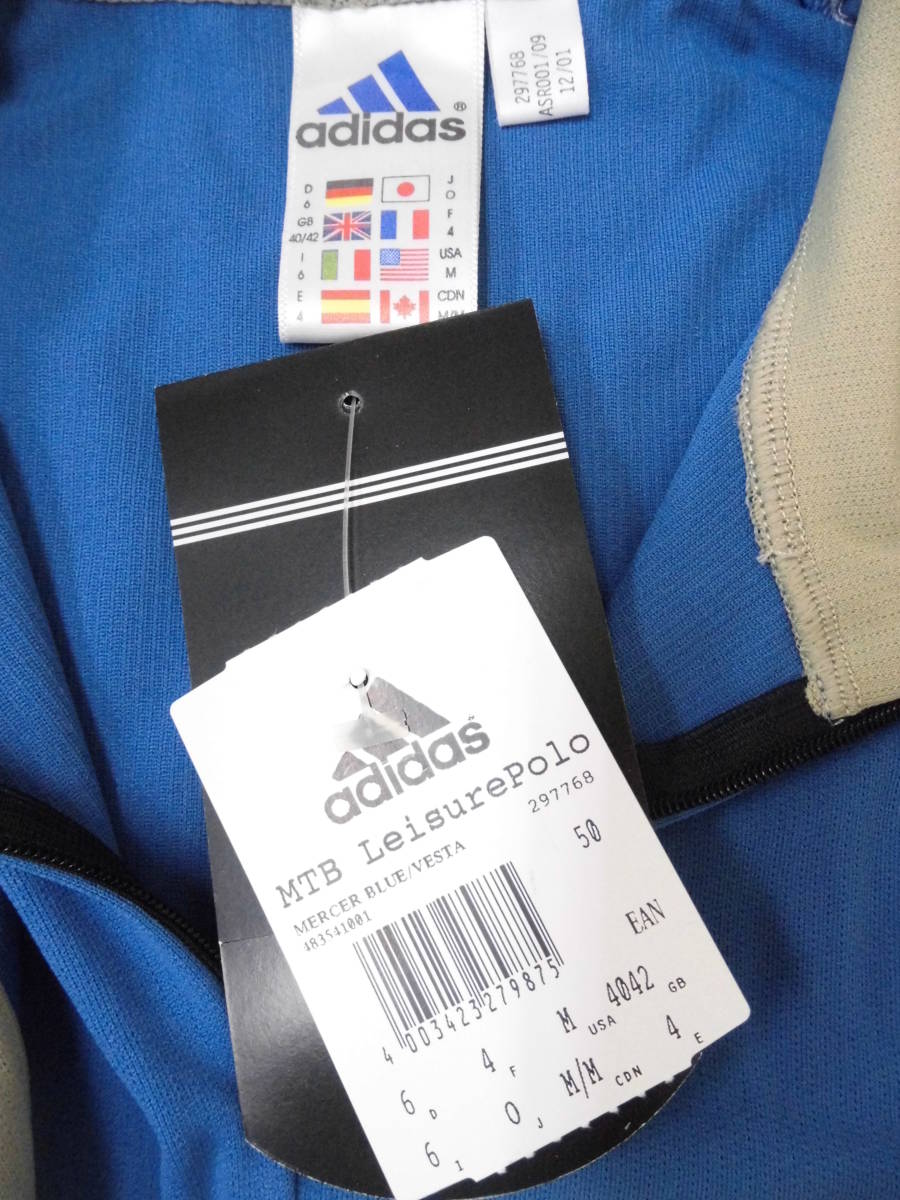 adidas®
D
6
J
O
GB
40/42
F
4
I
6
USA
M
E
4
CDN
M/M
297768
ASR001/09
12/01
adidas
MTB LeisurePolo
297768
MERCER BLUE/VESTA
483541001
50
EAN
4 003423 279875
6 D 4 F M USA 4042 GB
6 I O J M/M CDN 4 E